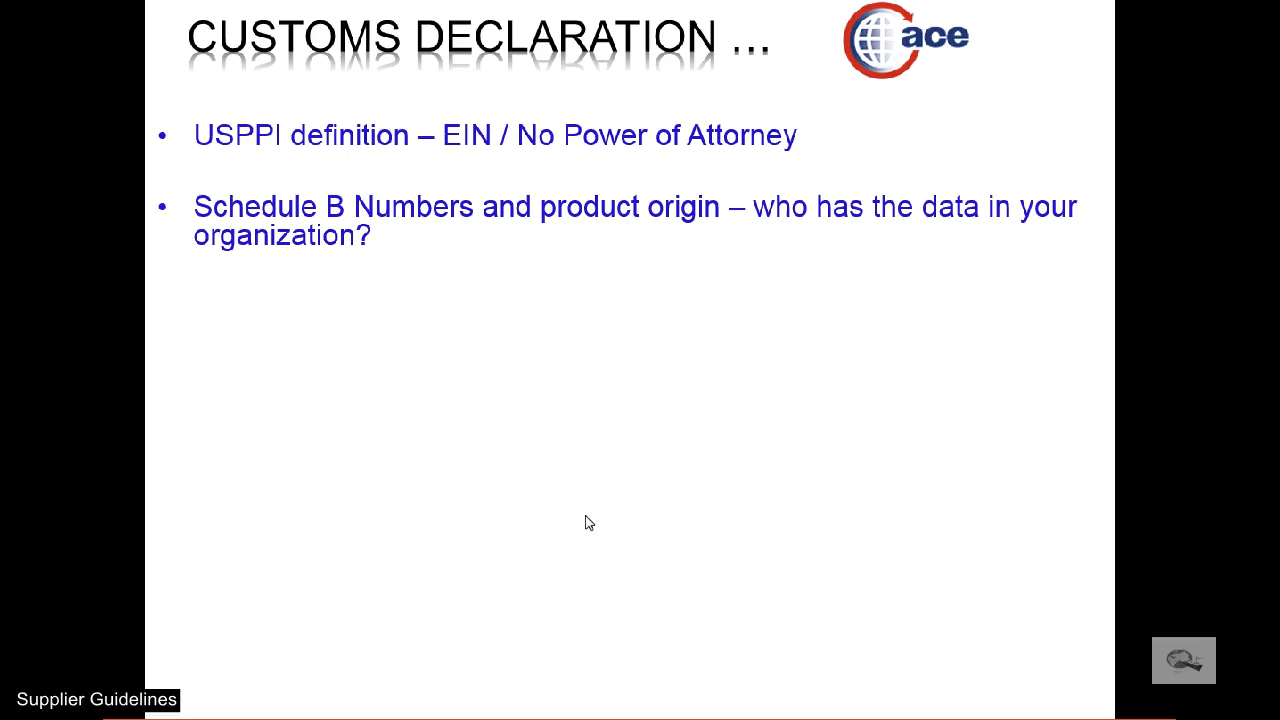 CUSTOMS DECLARATION ...
ace
• USPPI definition – EIN / No Power of Attorney
• Schedule B Numbers and product origin – who has the data in your
organization?
Supplier Guidelines